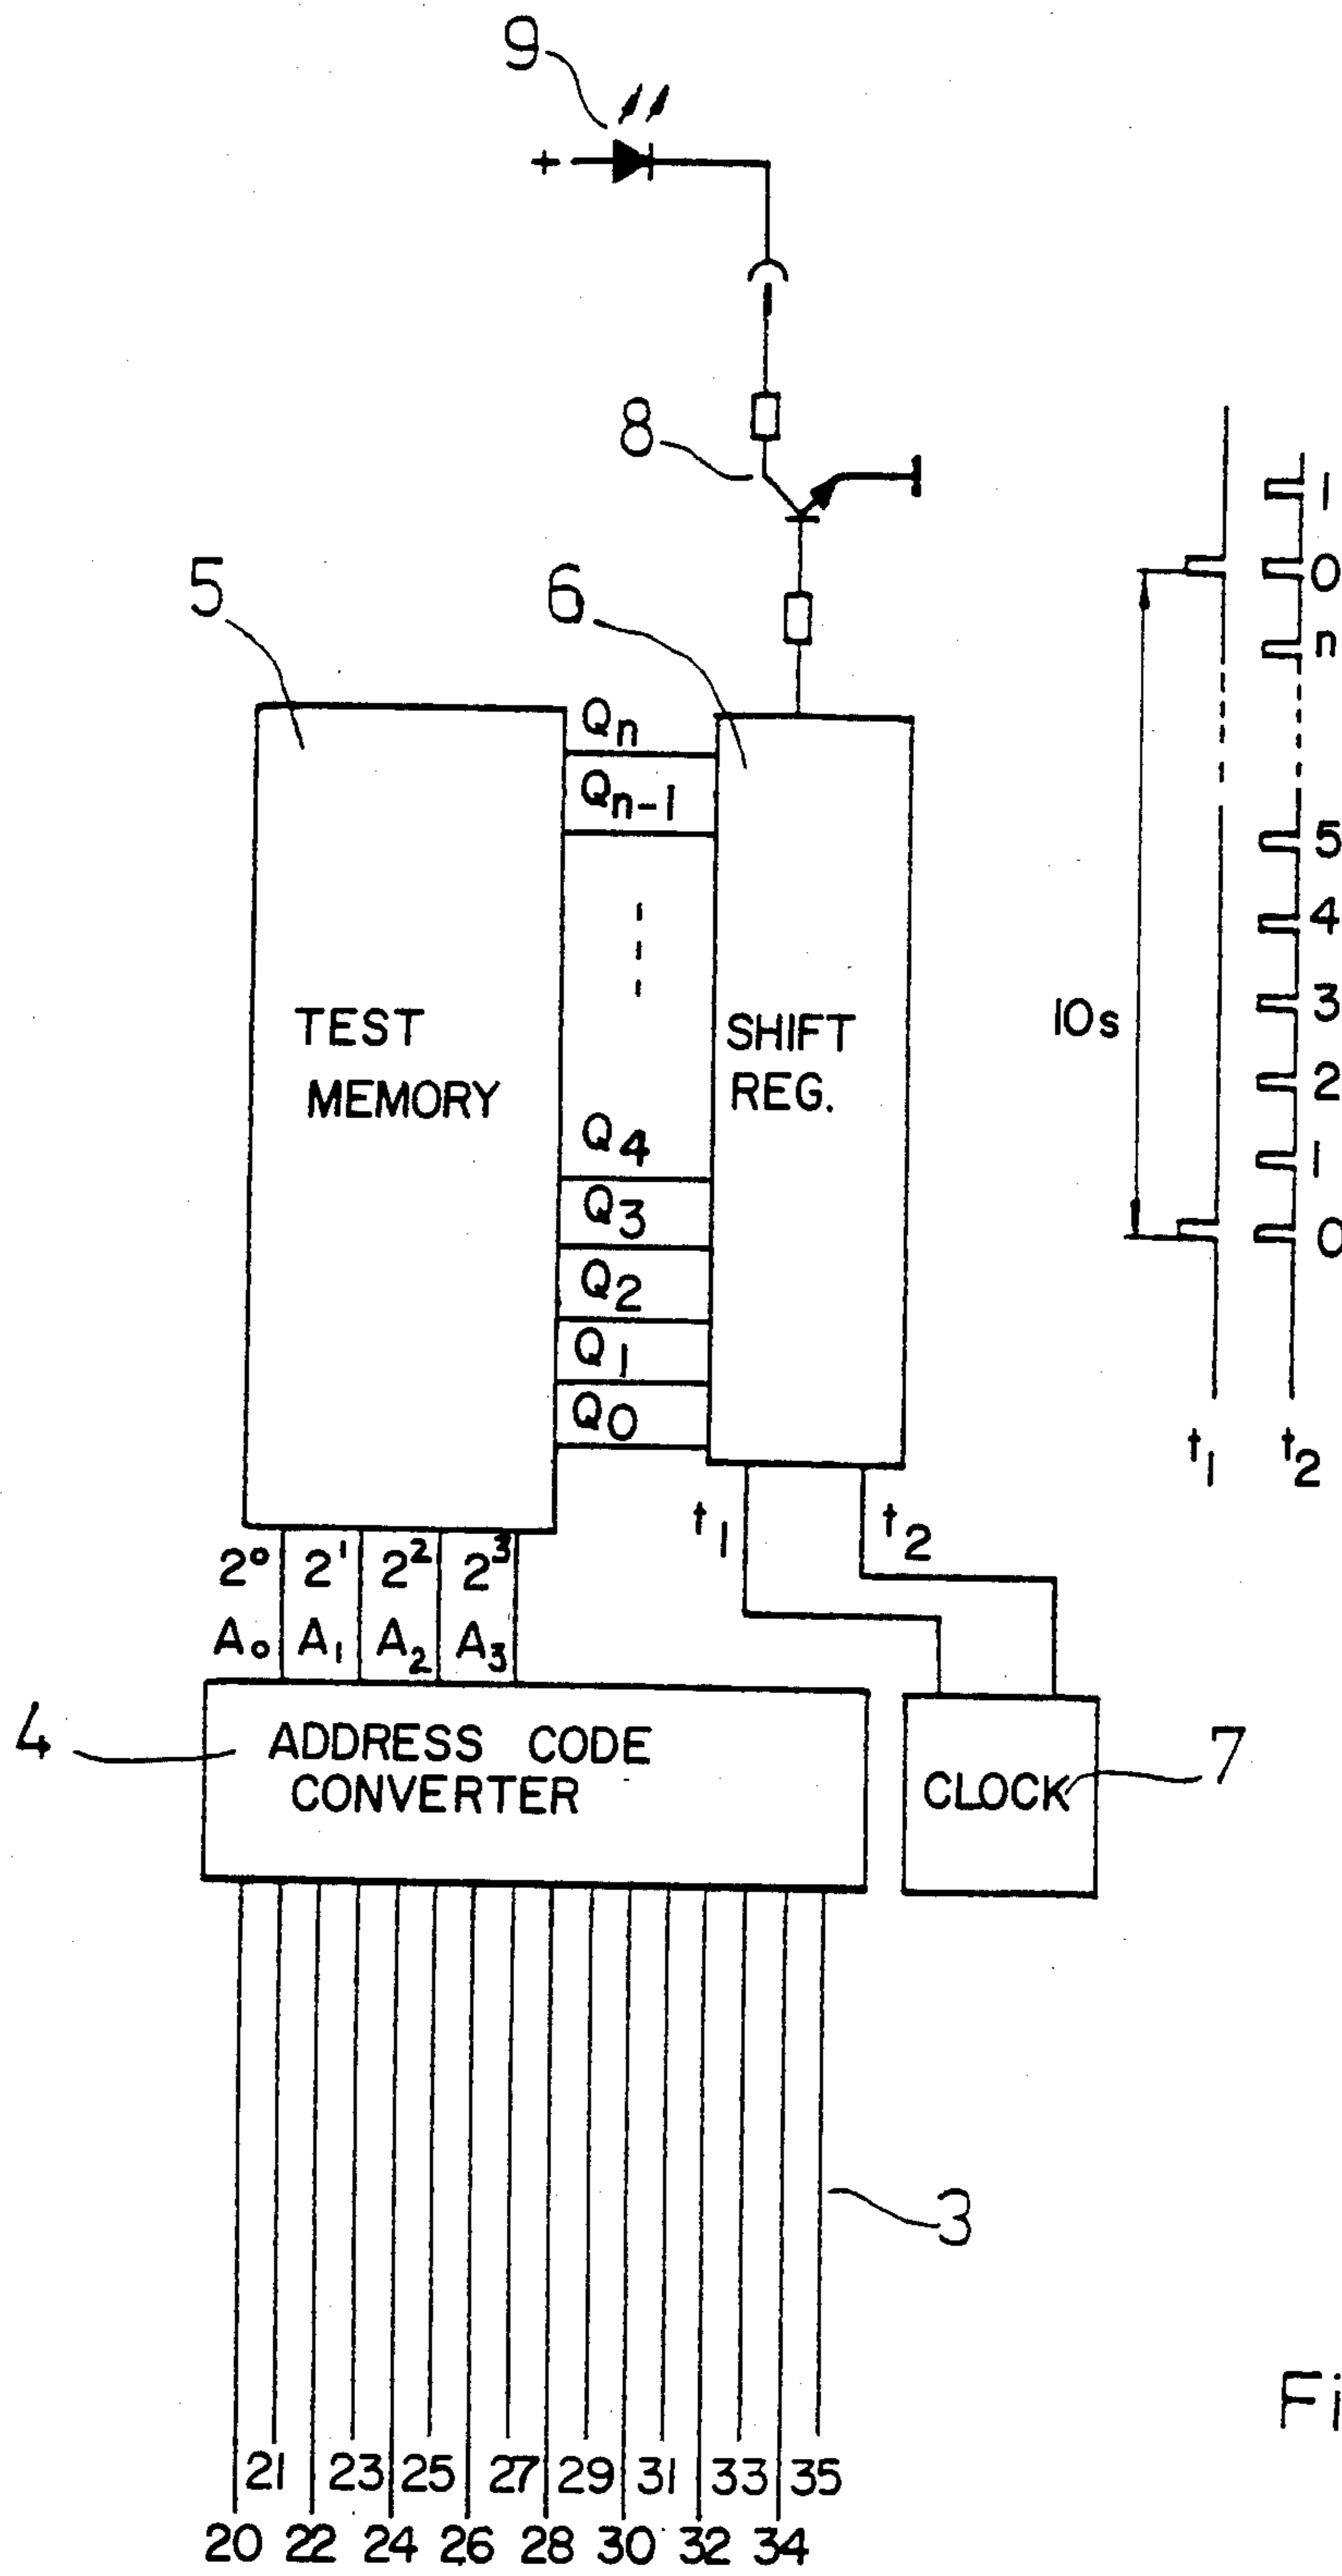 9
8
5
6
Qn
Qn-1
TEST
MEMORY
SHIFT
REG.
Q4
Q3
Q2
Q1
Q0
t1 t2
2⁰ 2¹ 2² 2³
A0 A1 A2 A3
4
ADDRESS CODE
CONVERTER
CLOCK
7
3
21 23 25 27 29 31 33 35
20 22 24 26 28 30 32 34
10s
1
0
n
5
4
3
2
1
0
t1 t2
Fi